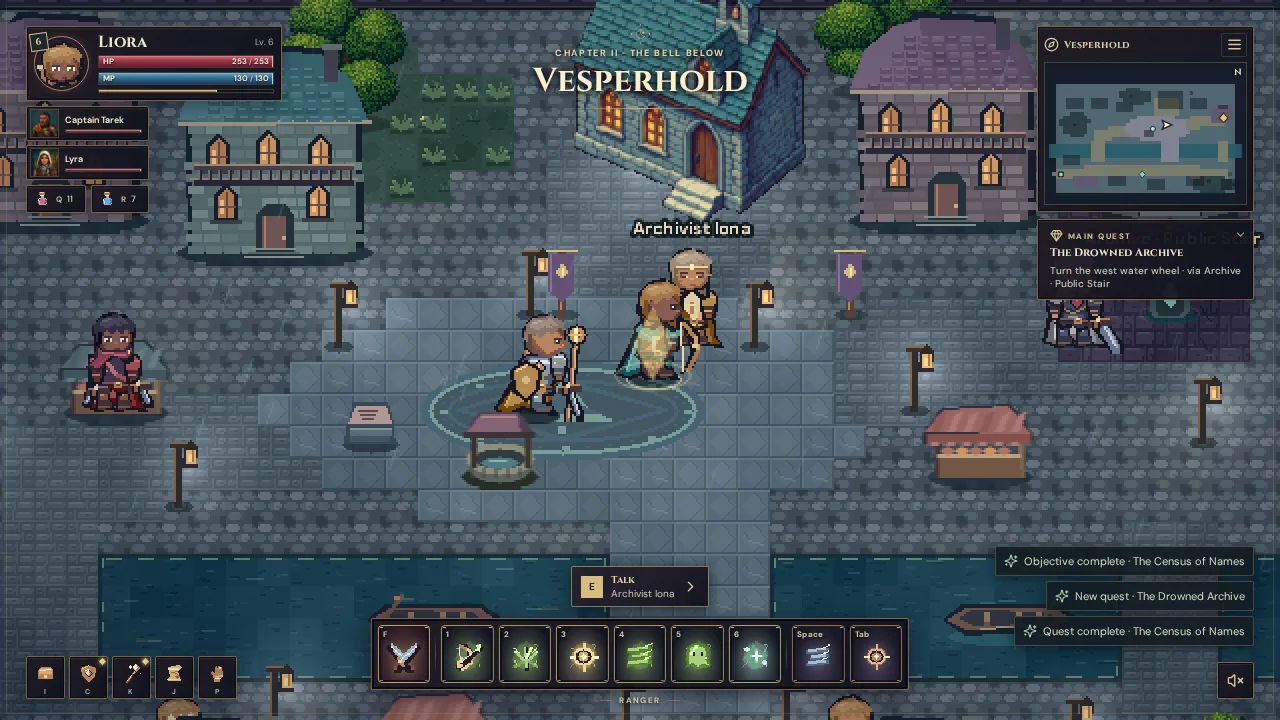 6
LIORA
Lv. 6
HP 253 / 253
MP 130 / 130
Captain Tarek
Lyra
Q 11
R 7
CHAPTER II · THE BELL BELOW
VESPERHOLD
VESPERHOLD
N
MAIN QUEST
THE DROWNED ARCHIVE
Turn the west water wheel · via Archive
· Public Stair
Archivist Iona
E
TALK
Archivist Iona
Objective complete · The Census of Names
New quest · The Drowned Archive
Quest complete · The Census of Names
F
1
2
3
4
5
6
Space
Tab
I
C
K
J
P
RANGER